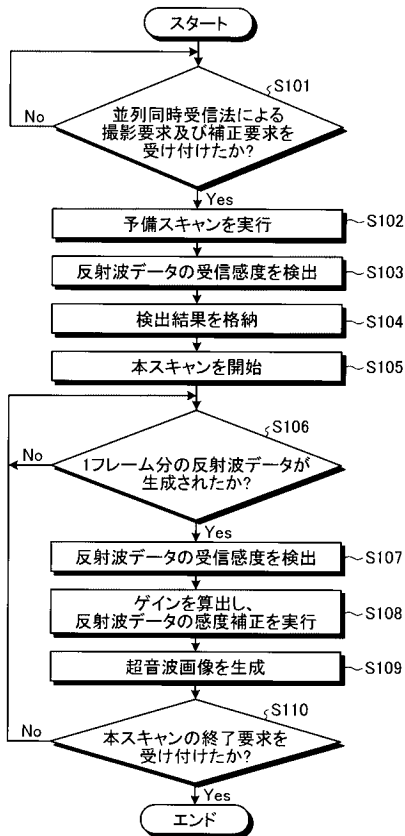 スタート
S101
並列同時受信法による
撮影要求及び補正要求を
受け付けたか?
No
Yes
予備スキャンを実行
S102
反射波データの受信感度を検出
S103
検出結果を格納
S104
本スキャンを開始
S105
S106
No
1フレーム分の反射波データが
生成されたか?
Yes
反射波データの受信感度を検出
S107
ゲインを算出し、
反射波データの感度補正を実行
S108
超音波画像を生成
S109
S110
No
本スキャンの終了要求を
受け付けたか?
Yes
エンド